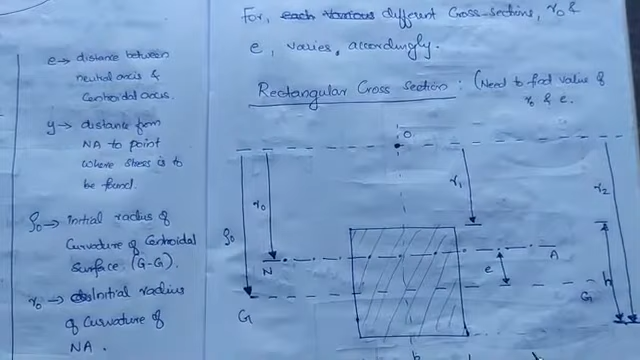 e → distance between
neutral axis &
Centroidal axis.
y → distance from
NA to point
where stress is to
be found.
ρ₀ → initial radius of
Curvature of Centroidal
Surface. (G-G).
r₀ → Initial radius
of Curvature of
NA.
For, each various different Cross-sections, r₀ &
e, varies, accordingly.
Rectangular Cross section : (Need to find value of
r₀ & e.
O
r₀
r₁
r₂
ρ₀
N
A
e
h
G
G
b